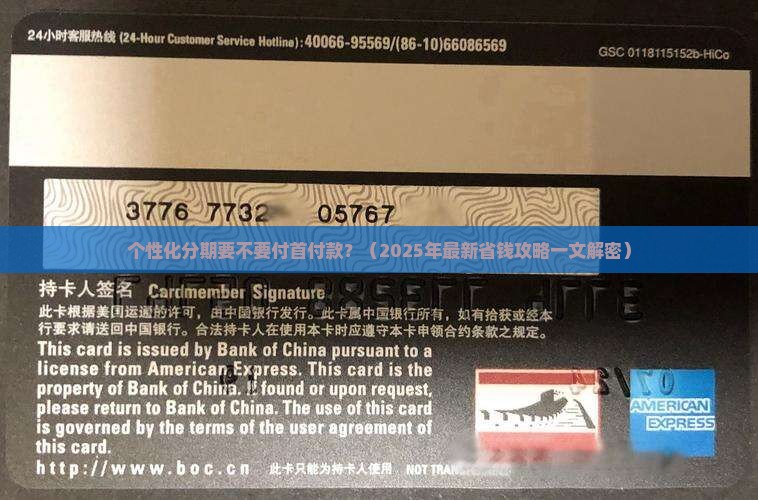 24小时客服热线 (24-Hour Customer Service Hotline):40066-95569/(86-10)66086569
GSC 0118115152b-HiCo
3776 7732 05767
个性化分期要不要付首付款？（2025年最新省钱攻略一文解密）
持卡人签名 Cardmember Signature
此卡根据美国运通的许可，由中国银行发行。此卡属中国银行所有，如有拾获或经本
行要求请送回中国银行。合法持卡人在使用本卡时应遵守本卡申领合约条款之规定。
This card is issued by Bank of China pursuant to a
license from American Express. This card is the
property of Bank of China. If found or upon request,
please return to Bank of China. The use of this card
is governed by the terms of the user agreement of
this card.
AMERICAN
EXPRESS
http://www.boc.cn 此卡只能为持卡人使用 NOT